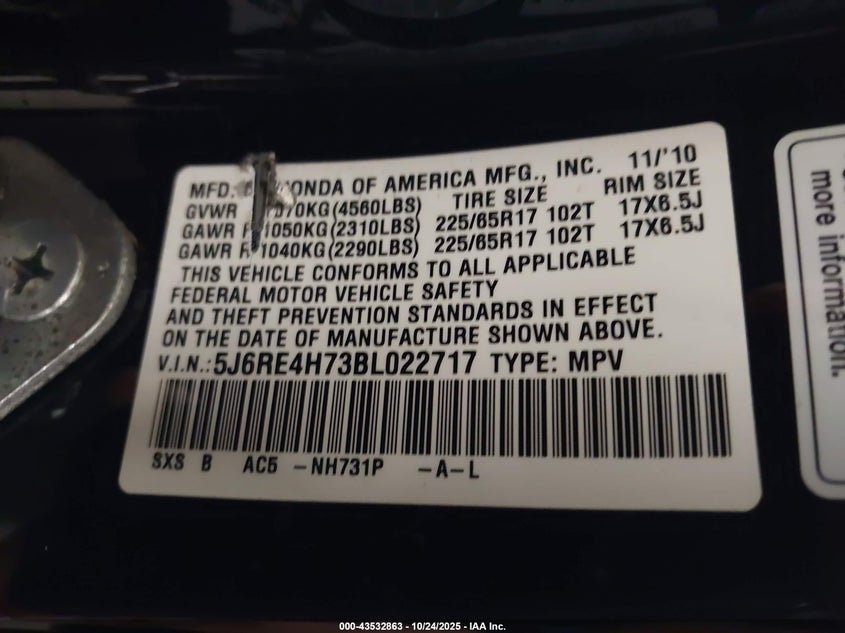 MFD. ONDA OF AMERICA MFG., INC. 11/'10
GVWR 070KG(4560LBS) TIRE SIZE RIM SIZE
GAWR F 1050KG(2310LBS) 225/65R17 102T 17X6.5J
GAWR R 1040KG(2290LBS) 225/65R17 102T 17X6.5J
THIS VEHICLE CONFORMS TO ALL APPLICABLE
FEDERAL MOTOR VEHICLE SAFETY
AND THEFT PREVENTION STANDARDS IN EFFECT
ON THE DATE OF MANUFACTURE SHOWN ABOVE.
V.I.N.:5J6RE4H73BL022717 TYPE: MPV
SXS B AC5 -NH731P -A-L
more information.
000-43532863 - 10/24/2025 - IAA Inc.